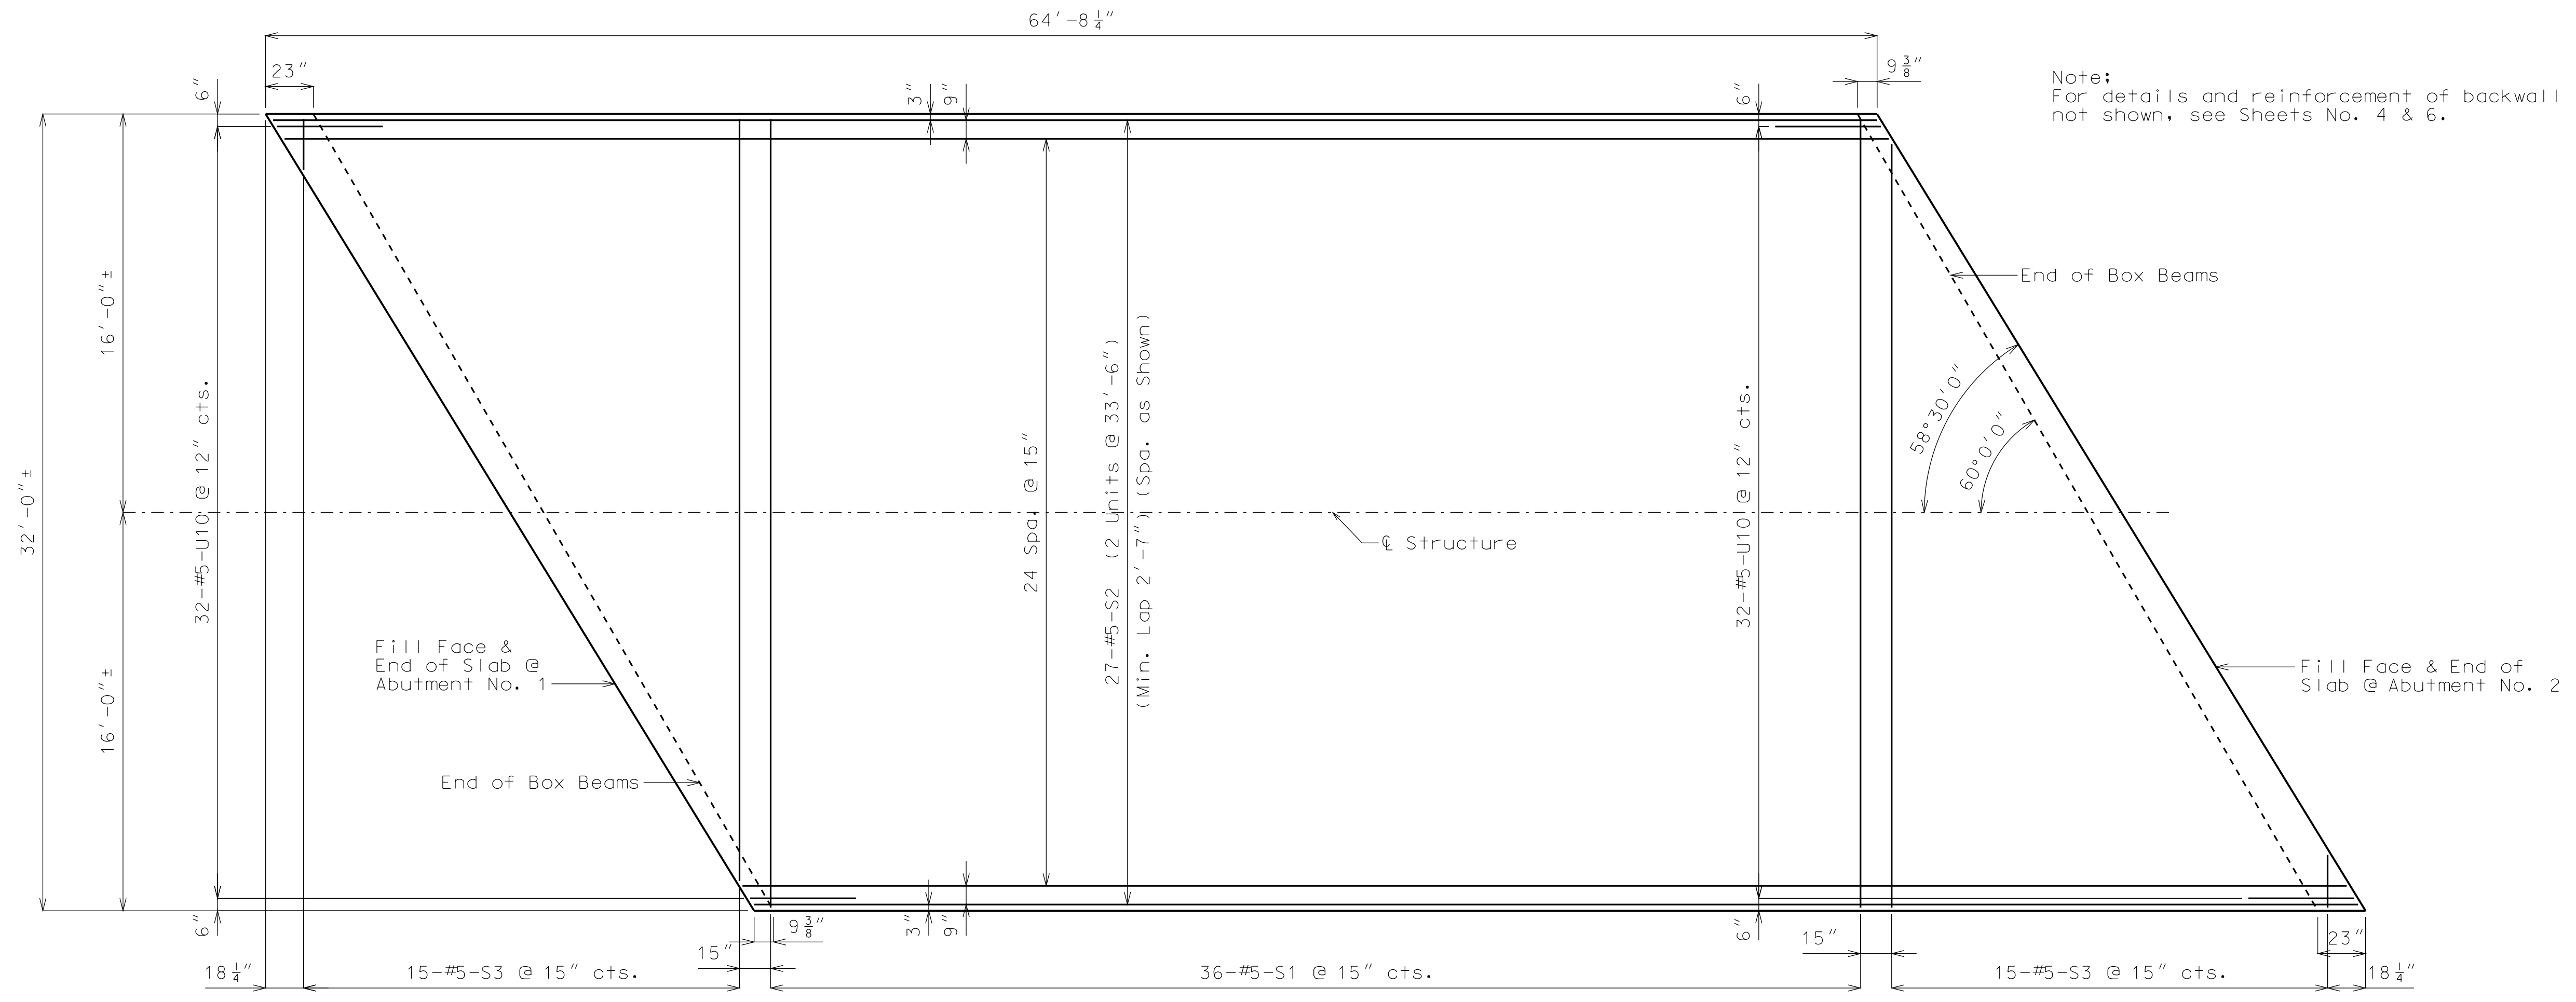 64'-8 1/4"
23"
6"
3"
9"
6"
9 3/8"
Note;
For details and reinforcement of backwall
not shown, see Sheets No. 4 & 6.
32'-0"±
16'-0"±
16'-0"±
32-#5-U10 @ 12" cts.
24 Spa. @ 15"
27-#5-S2 (2 Units @ 33'-6")
(Min. Lap 2'-7") (Spa. as Shown)
32-#5-U10 @ 12" cts.
End of Box Beams
58°30'0"
60°0'0"
℄ Structure
Fill Face &
End of Slab @
Abutment No. 1
Fill Face & End of
Slab @ Abutment No. 2
End of Box Beams
6"
9 3/8"
3"
9"
6"
15"
15"
23"
18 1/4"
15-#5-S3 @ 15" cts.
36-#5-S1 @ 15" cts.
15-#5-S3 @ 15" cts.
18 1/4"